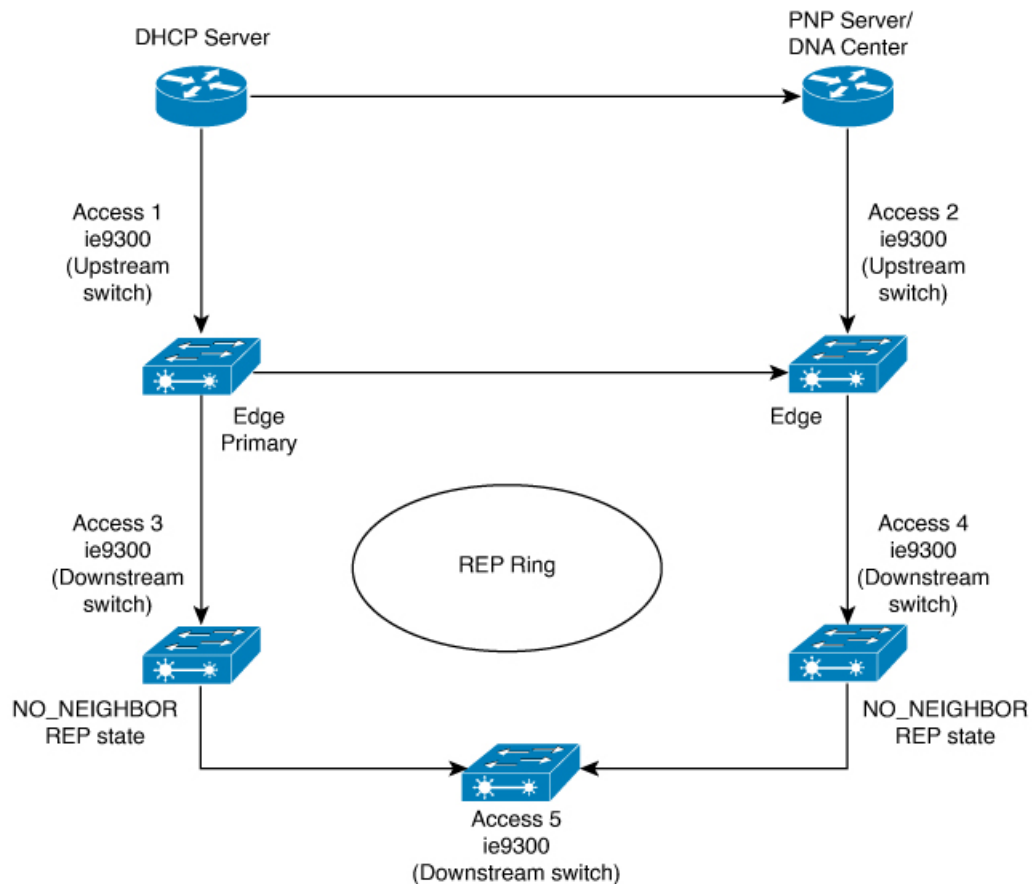 DHCP Server
PNP Server/
DNA Center
Access 1
ie9300
(Upstream
switch)
Access 2
ie9300
(Upstream
switch)
Edge
Primary
Edge
Access 3
ie9300
(Downstream
switch)
REP Ring
Access 4
ie9300
(Downstream
switch)
NO_NEIGHBOR
REP state
NO_NEIGHBOR
REP state
Access 5
ie9300
(Downstream switch)